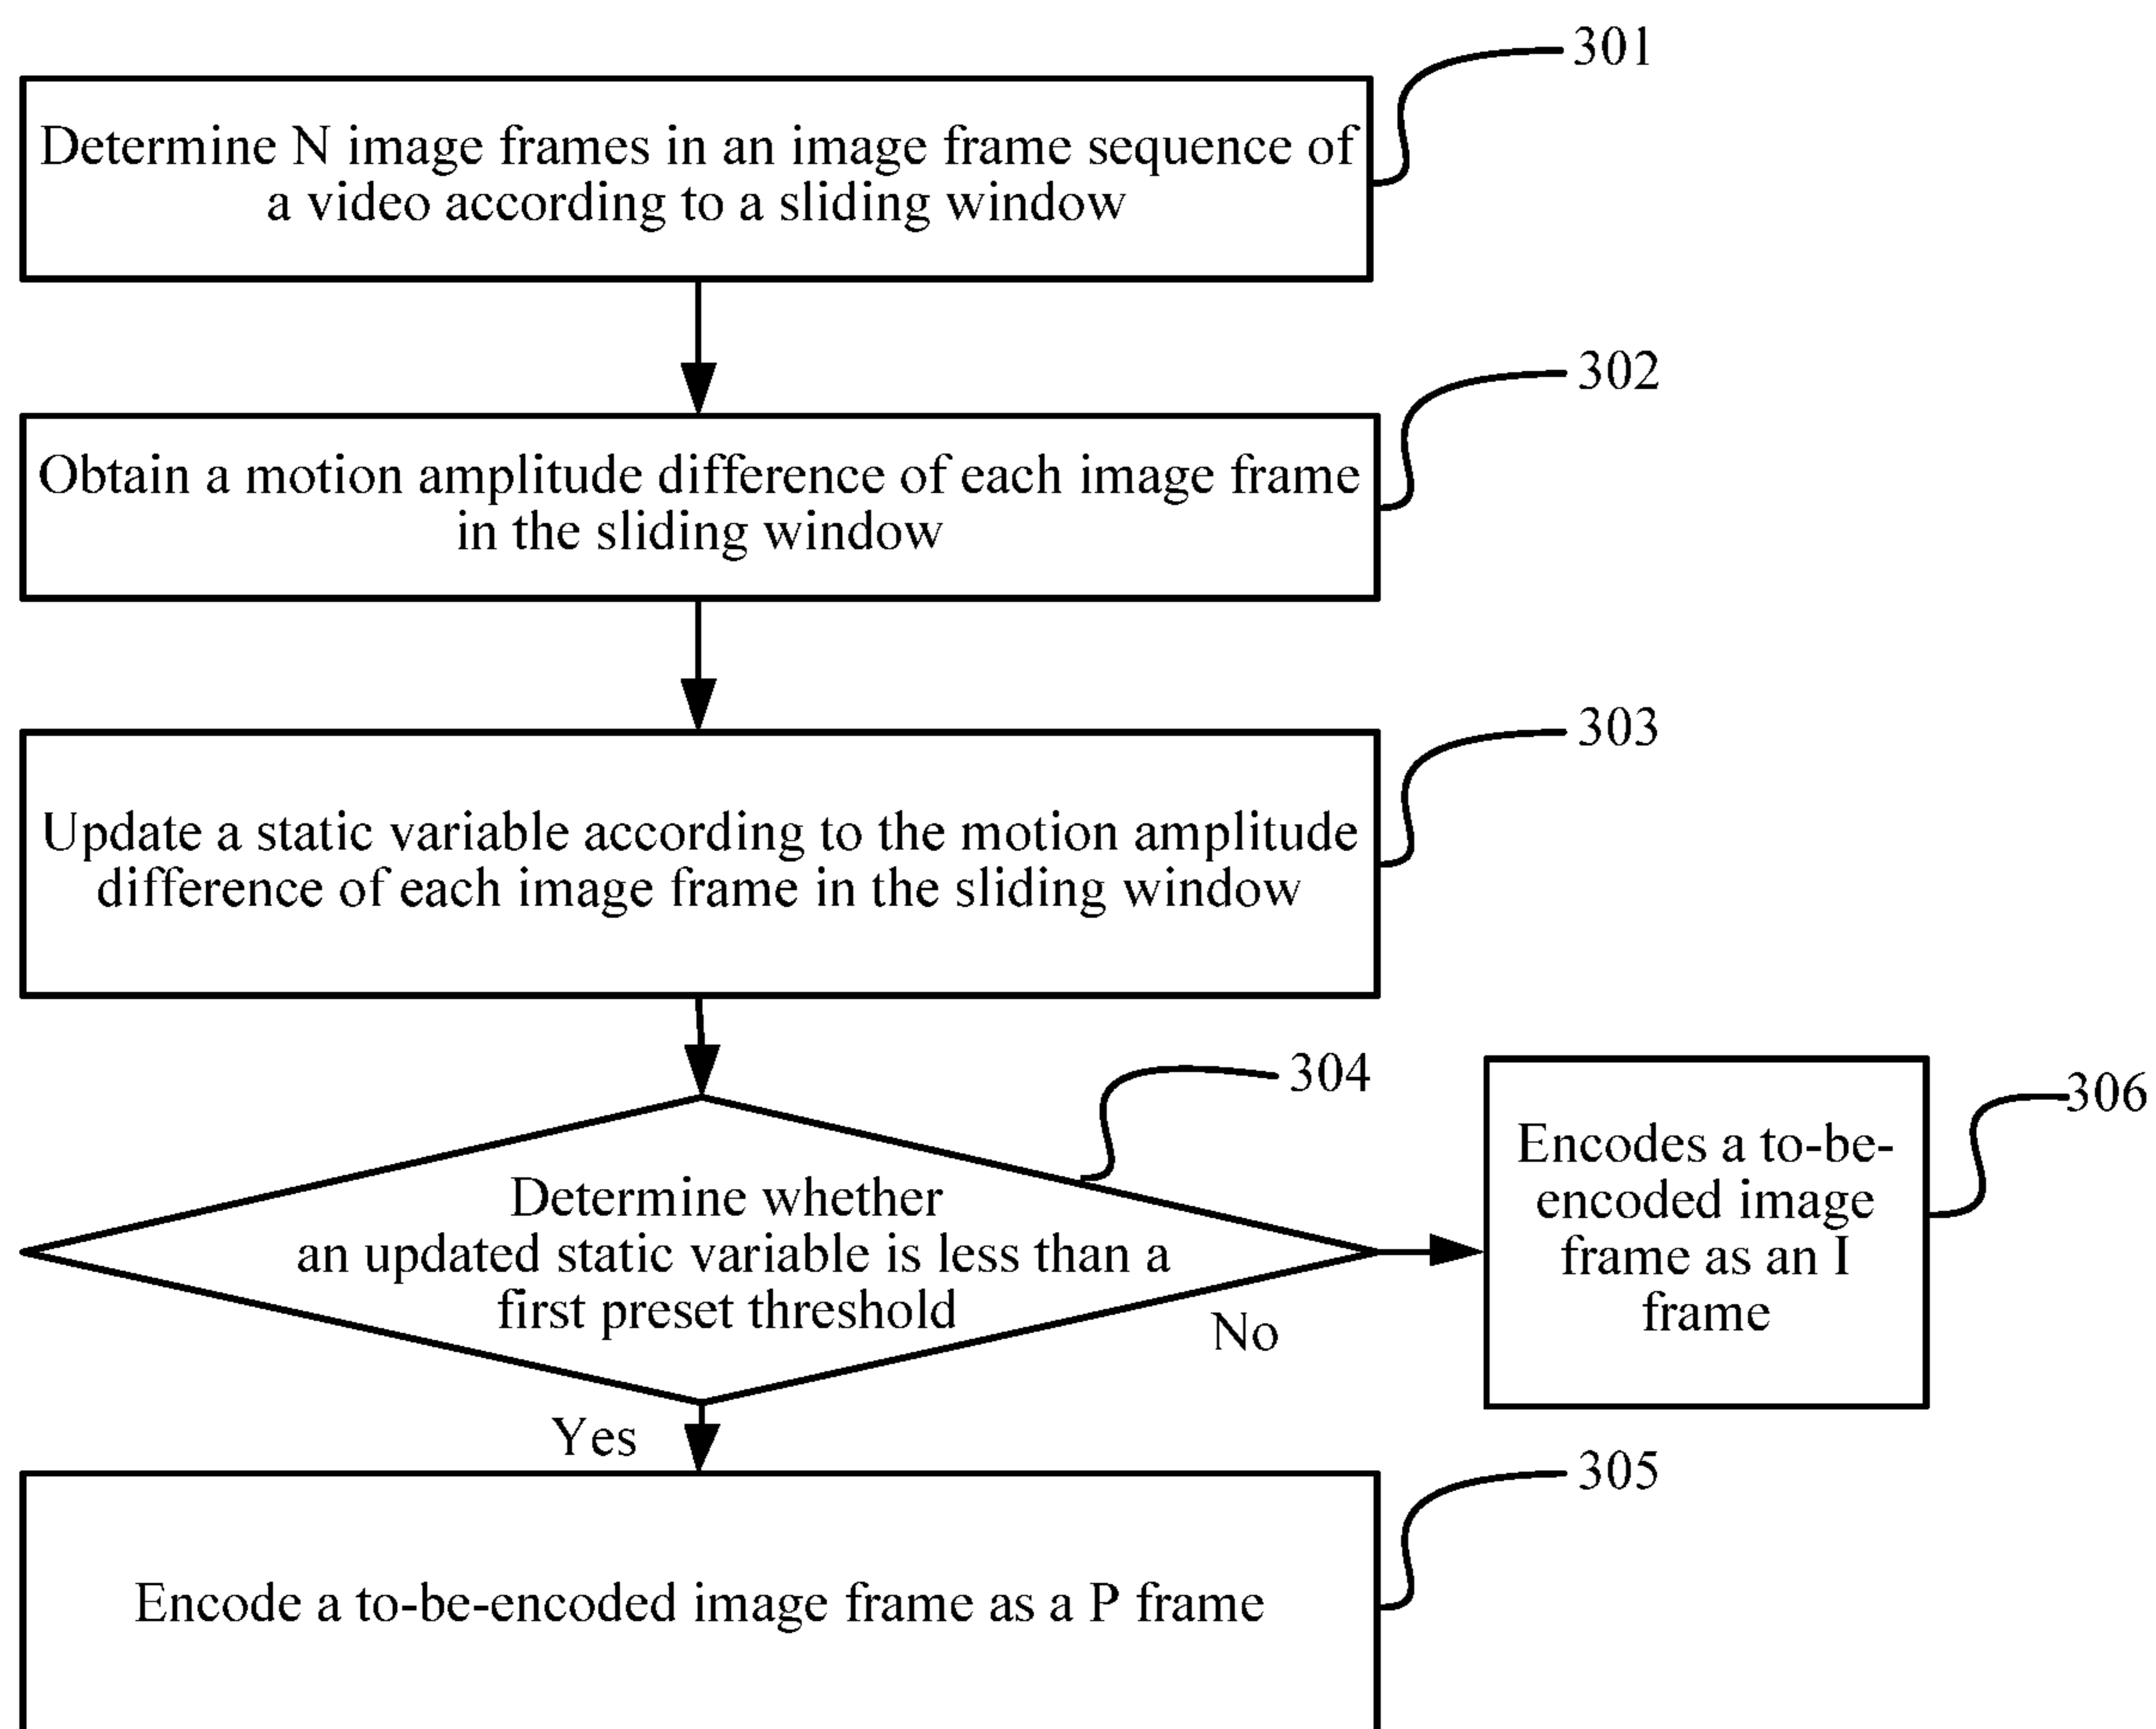 301
Determine N image frames in an image frame sequence of
a video according to a sliding window
302
Obtain a motion amplitude difference of each image frame
in the sliding window
303
Update a static variable according to the motion amplitude
difference of each image frame in the sliding window
304
Determine whether
an updated static variable is less than a
first preset threshold
No
306
Encodes a to-be-
encoded image
frame as an I
frame
Yes
305
Encode a to-be-encoded image frame as a P frame